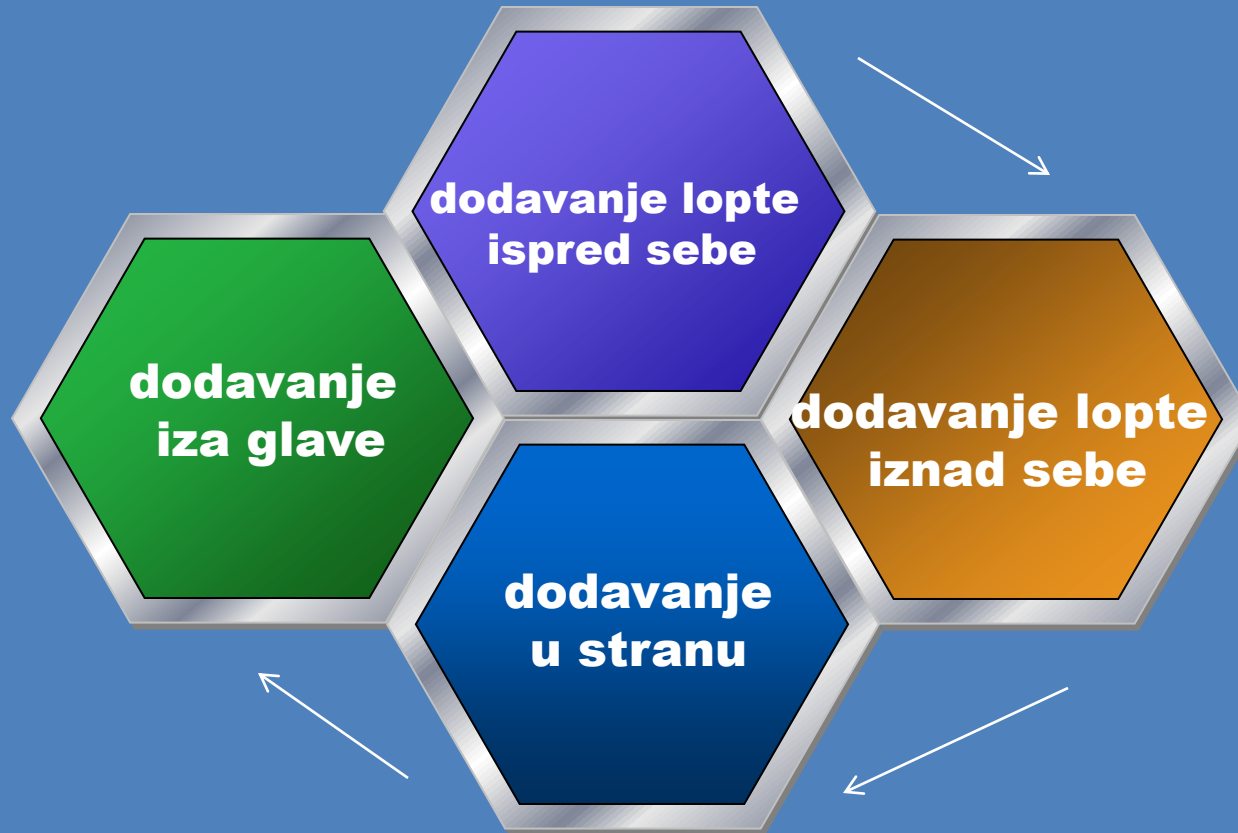 dodavanje lopte
ispred sebe
dodavanje lopte
iznad sebe
dodavanje
u stranu
dodavanje
iza glave